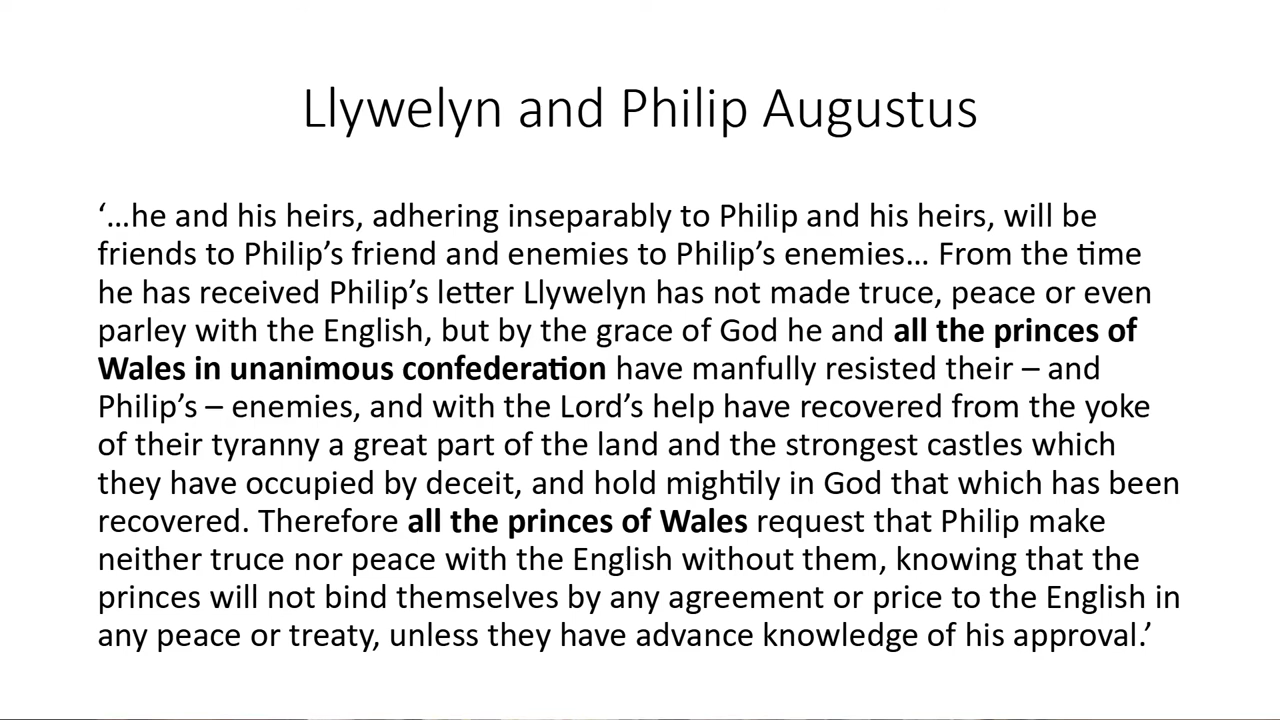 Llywelyn and Philip Augustus
‘…he and his heirs, adhering inseparably to Philip and his heirs, will be
friends to Philip’s friend and enemies to Philip’s enemies… From the time
he has received Philip’s letter Llywelyn has not made truce, peace or even
parley with the English, but by the grace of God he and all the princes of
Wales in unanimous confederation have manfully resisted their – and
Philip’s – enemies, and with the Lord’s help have recovered from the yoke
of their tyranny a great part of the land and the strongest castles which
they have occupied by deceit, and hold mightily in God that which has been
recovered. Therefore all the princes of Wales request that Philip make
neither truce nor peace with the English without them, knowing that the
princes will not bind themselves by any agreement or price to the English in
any peace or treaty, unless they have advance knowledge of his approval.’